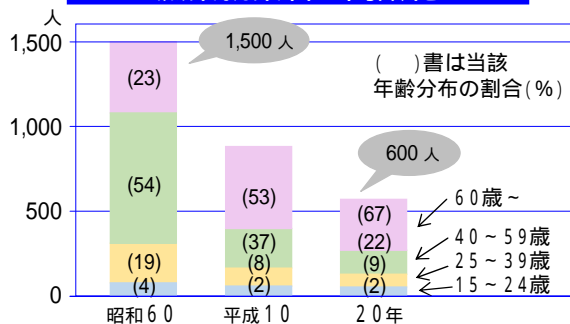 人
1,500
1,000
500
0
1,500 人
600 人
(　)書は当該
年齢分布の割合(％)
(23)
(54)
(19)
(4)
(53)
(37)
(8)
(2)
(67)
(22)
(9)
(2)
60歳～
40～59歳
25～39歳
15～24歳
昭和60
平成10
20年